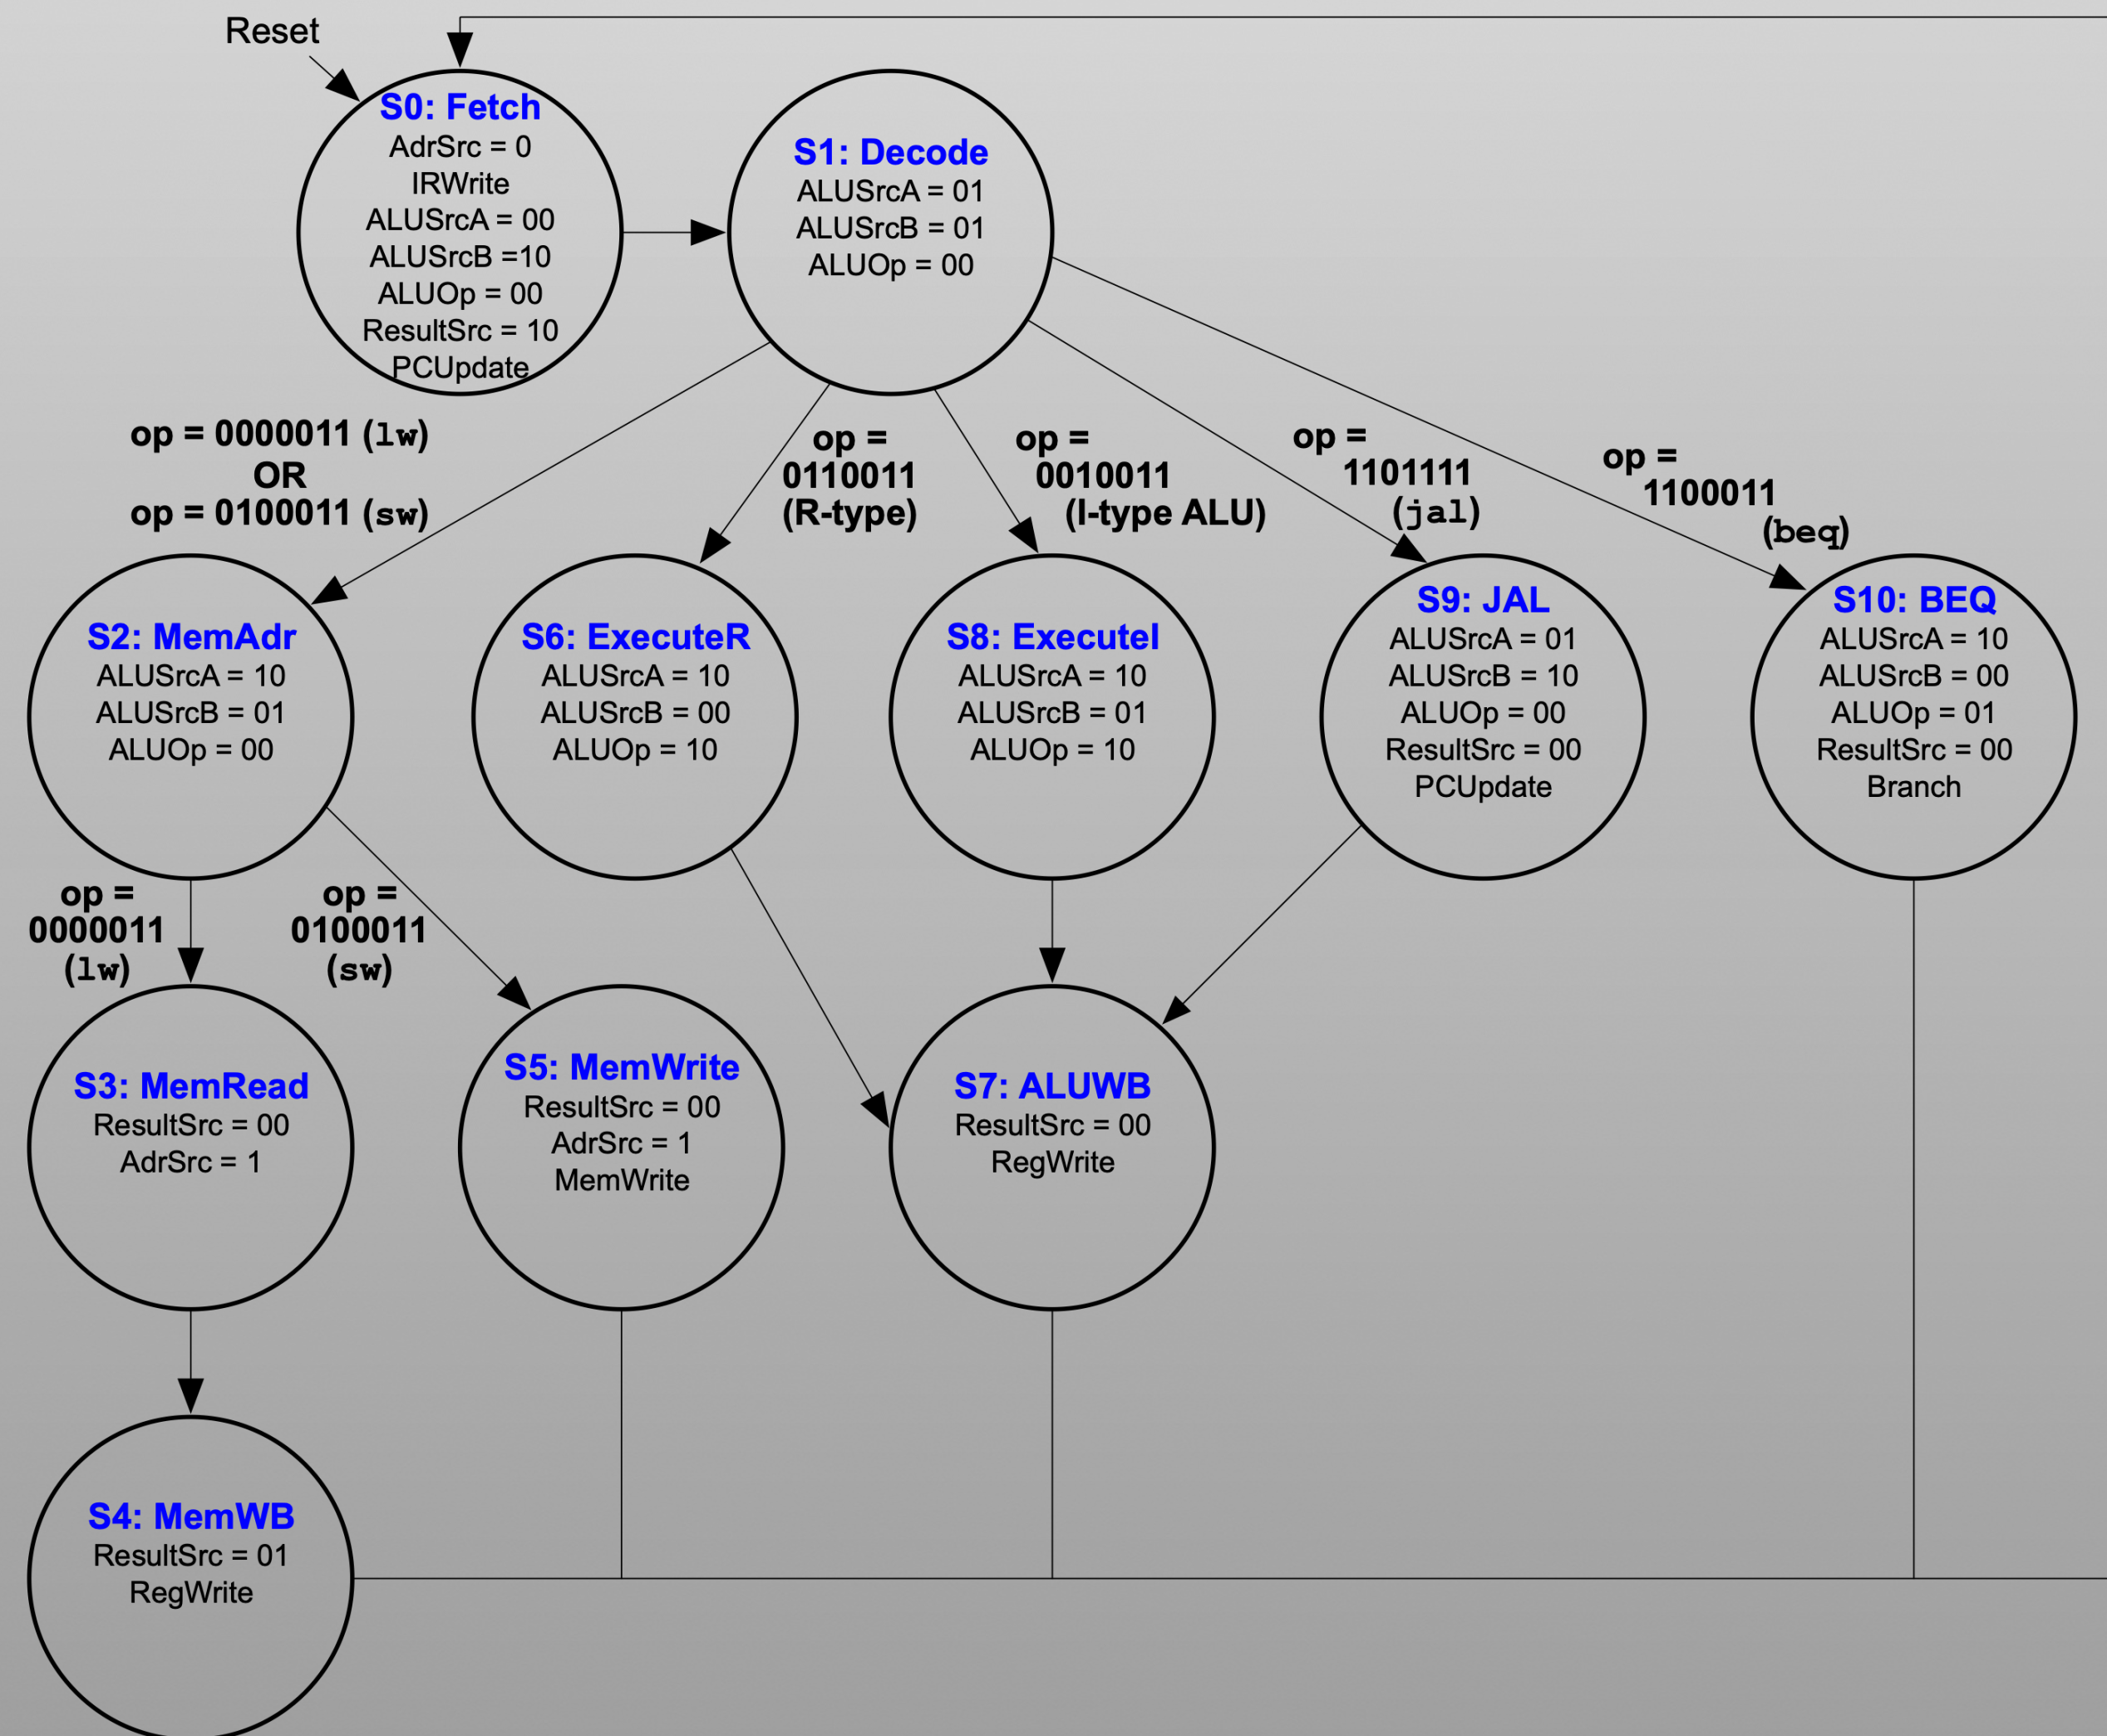 Reset
S0: Fetch
AdrSrc = 0
IRWrite
ALUSrcA = 00
ALUSrcB =10
ALUOp = 00
ResultSrc = 10
PCUpdate
S1: Decode
ALUSrcA = 01
ALUSrcB = 01
ALUOp = 00
op = 0000011 (lw)
OR
op = 0100011 (sw)
op =
0110011
(R-type)
op =
0010011
(I-type ALU)
op =
1101111
(jal)
op =
1100011
(beq)
S2: MemAdr
ALUSrcA = 10
ALUSrcB = 01
ALUOp = 00
S6: ExecuteR
ALUSrcA = 10
ALUSrcB = 00
ALUOp = 10
S8: ExecuteI
ALUSrcA = 10
ALUSrcB = 01
ALUOp = 10
S9: JAL
ALUSrcA = 01
ALUSrcB = 10
ALUOp = 00
ResultSrc = 00
PCUpdate
S10: BEQ
ALUSrcA = 10
ALUSrcB = 00
ALUOp = 01
ResultSrc = 00
Branch
op =
0000011
(lw)
op =
0100011
(sw)
S3: MemRead
ResultSrc = 00
AdrSrc = 1
S5: MemWrite
ResultSrc = 00
AdrSrc = 1
MemWrite
S7: ALUWB
ResultSrc = 00
RegWrite
S4: MemWB
ResultSrc = 01
RegWrite